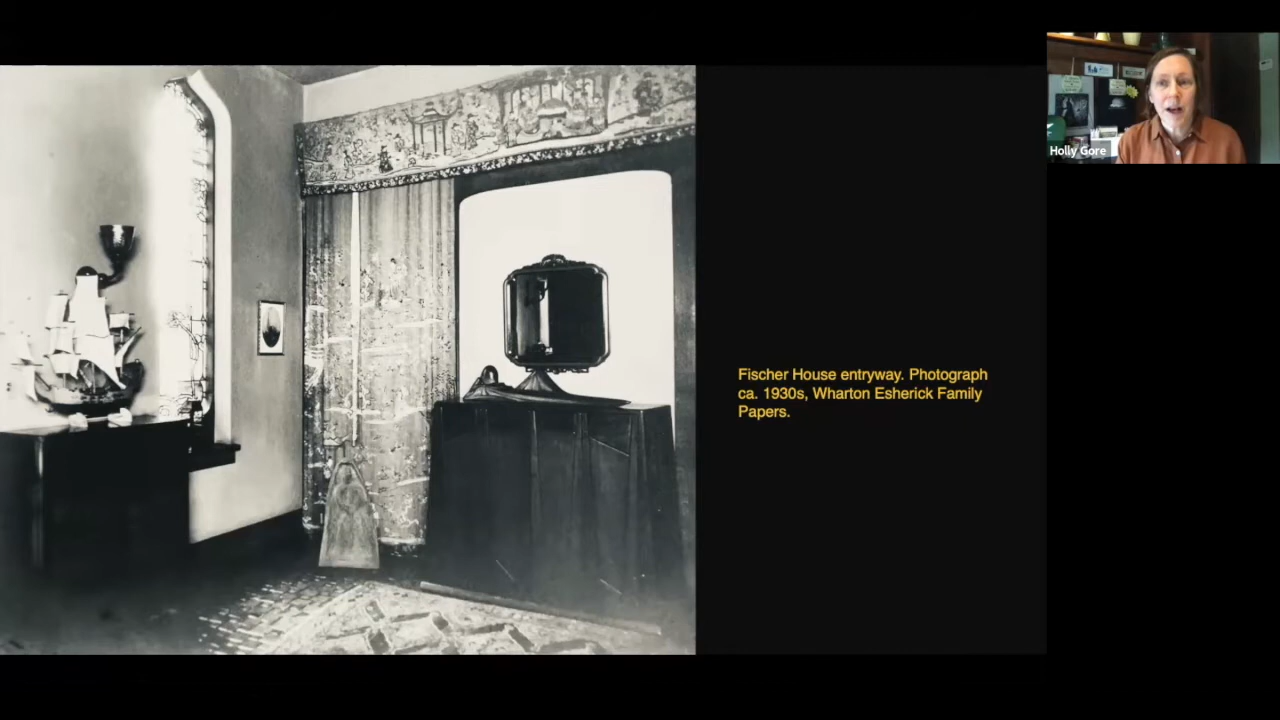 Holly Gore
Fischer House entryway. Photograph
ca. 1930s, Wharton Esherick Family
Papers.